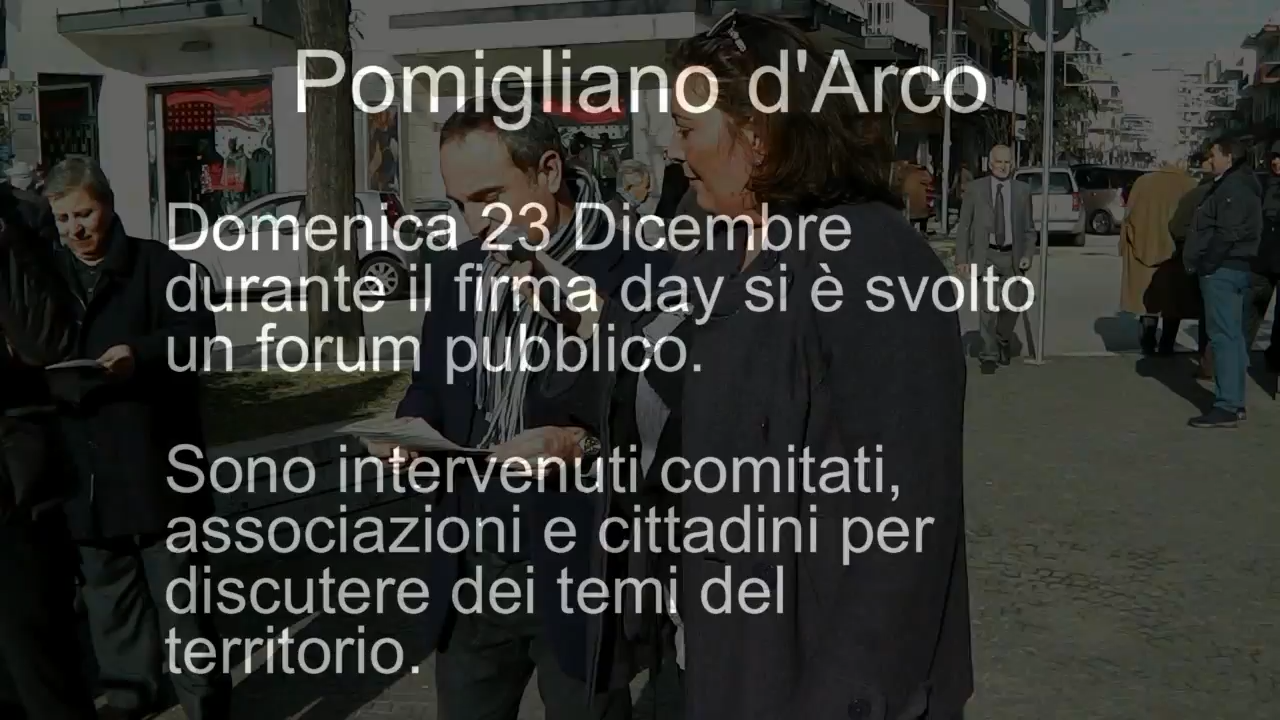 Pomigliano d'Arco
Domenica 23 Dicembre
durante il firma day si è svolto
un forum pubblico.
Sono intervenuti comitati,
associazioni e cittadini per
discutere dei temi del
territorio.